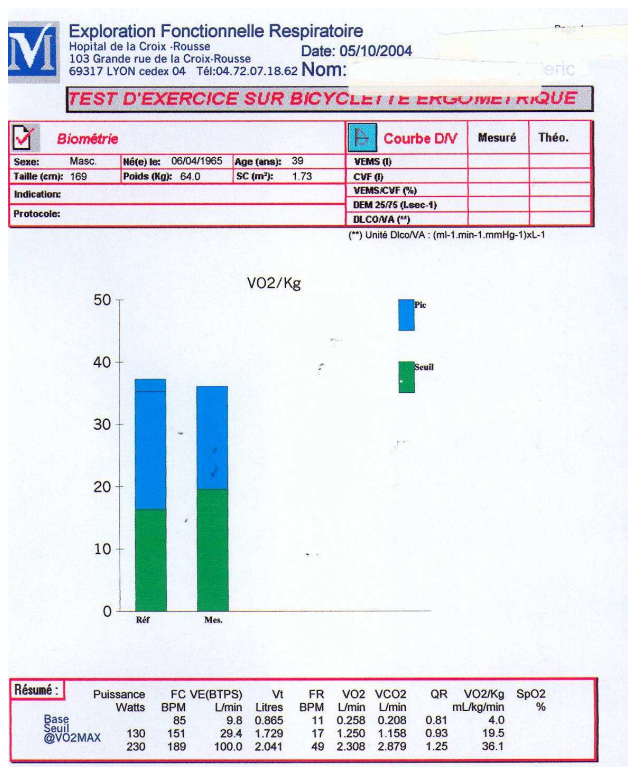 Exploration Fonctionnelle Respiratoire
Hopital de la Croix -Rousse
103 Grande rue de la Croix-Rousse
69317 LYON cedex 04 Tél:04.72.07.18.62
Date: 05/10/2004
Nom:
TEST D'EXERCICE SUR BICYCLETTE ERGOMETRIQUE
Biométrie
Sexe: Masc. Né(e) le: 06/04/1965 Age (ans): 39
Taille (cm): 169 Poids (Kg): 64.0 SC (m²): 1.73
Indication:
Protocole:
Courbe D/V Mesuré Théo.
VEMS (l)
CVF (l)
VEMS/CVF (%)
DEM 25/75 (l.sec-1)
DLCO/VA (**)
(**) Unité Dlco/VA : (ml-1.min-1.mmHg-1)xL-1
VO2/Kg
50
40
30
20
10
0
Réf Mes.
Pic
Seuil
Résumé :
Puissance FC VE(BTPS) Vt FR VO2 VCO2 QR VO2/Kg SpO2
Watts BPM L/min Litres BPM L/min L/min mL/kg/min %
Base 85 9.8 0.865 11 0.258 0.208 0.81 4.0
Seuil 130 151 29.4 1.729 17 1.250 1.158 0.93 19.5
@VO2MAX 230 189 100.0 2.041 49 2.308 2.879 1.25 36.1